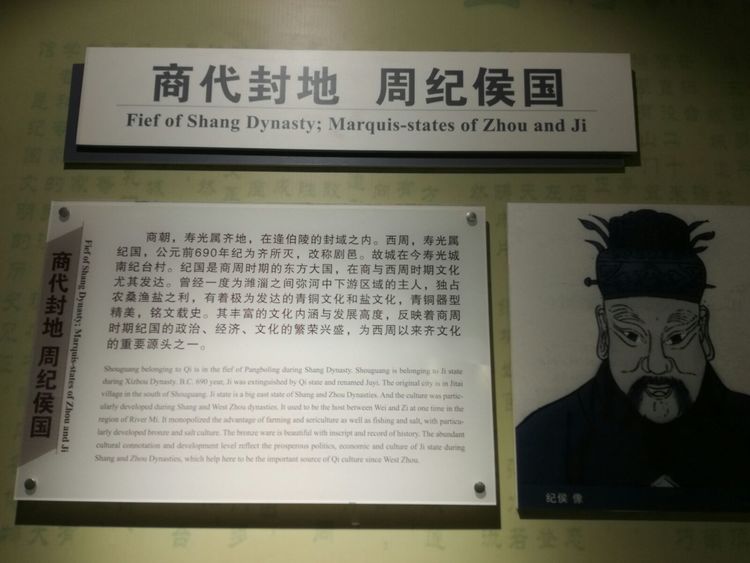 商代封地 周纪侯国
Fief of Shang Dynasty; Marquis-states of Zhou and Ji
商代封地 周纪侯国
Fief of Shang Dynasty; Marquis-states of Zhou and Ji
商朝，寿光属齐地，在逄伯陵的封域之内。西周，寿光属
纪国，公元前690年纪为齐所灭，改称剧邑。故城在今寿光城
南纪台村。纪国是商周时期的东方大国，在商与西周时期文化
尤其发达。曾经一度为潍淄之间弥河中下游区域的主人，独占
农桑渔盐之利，有着极为发达的青铜文化和盐文化，青铜器型
精美，铭文载史。其丰富的文化内涵与发展高度，反映着商周
时期纪国的政治、经济、文化的繁荣兴盛，为西周以来齐文化
的重要源头之一。
Shouguang belonging to Qi is in the fief of Pangboling during Shang Dynasty. Shouguang is belonging to Ji state
during Xizhou Dynasty. B.C. 690 year, Ji was extinguished by Qi state and renamed Juyi. The original city is in Jitai
village in the south of Shouguang. Ji state is a big east state of Shang and Zhou Dynasties. And the culture was partic-
ularly developed during Shang and West Zhou dynasties. It used to be the host between Wei and Zi at one time in the
region of River Mi. It monopolized the advantage of farming and sericulture as well as fishing and salt, with particu-
larly developed bronze and salt culture. The bronze ware is beautiful with inscript and record of history. The abundant
cultural connotation and development level reflect the prosperous politics, economic and culture of Ji state during
Shang and Zhou Dynasties, which help here to be the important source of Qi culture since West Zhou.
纪侯 像